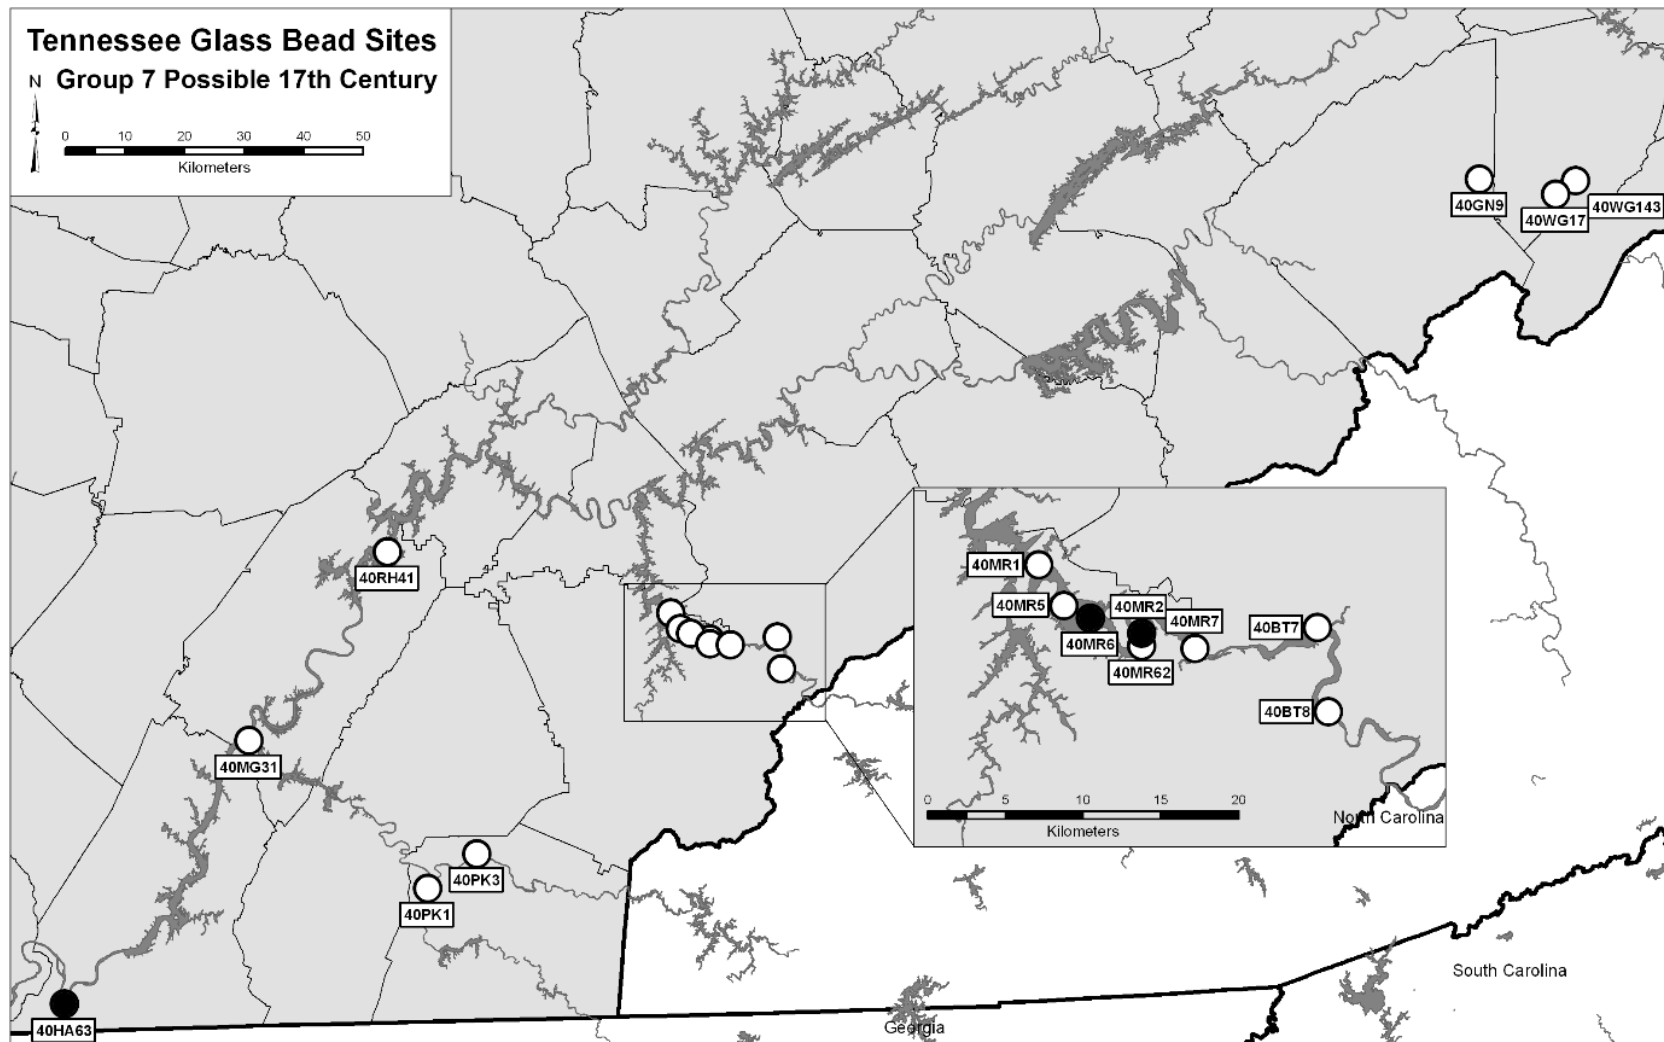 Tennessee Glass Bead Sites
N Group 7 Possible 17th Century
0 10 20 30 40 50
Kilometers
40GN9
40WG17
40WG143
40RH41
40MG31
40PK3
40PK1
40HA63
40MR1
40MR5
40MR2
40MR6
40MR7
40MR62
40BT7
40BT8
0 5 10 15 20
Kilometers
North Carolina
South Carolina
Georgia